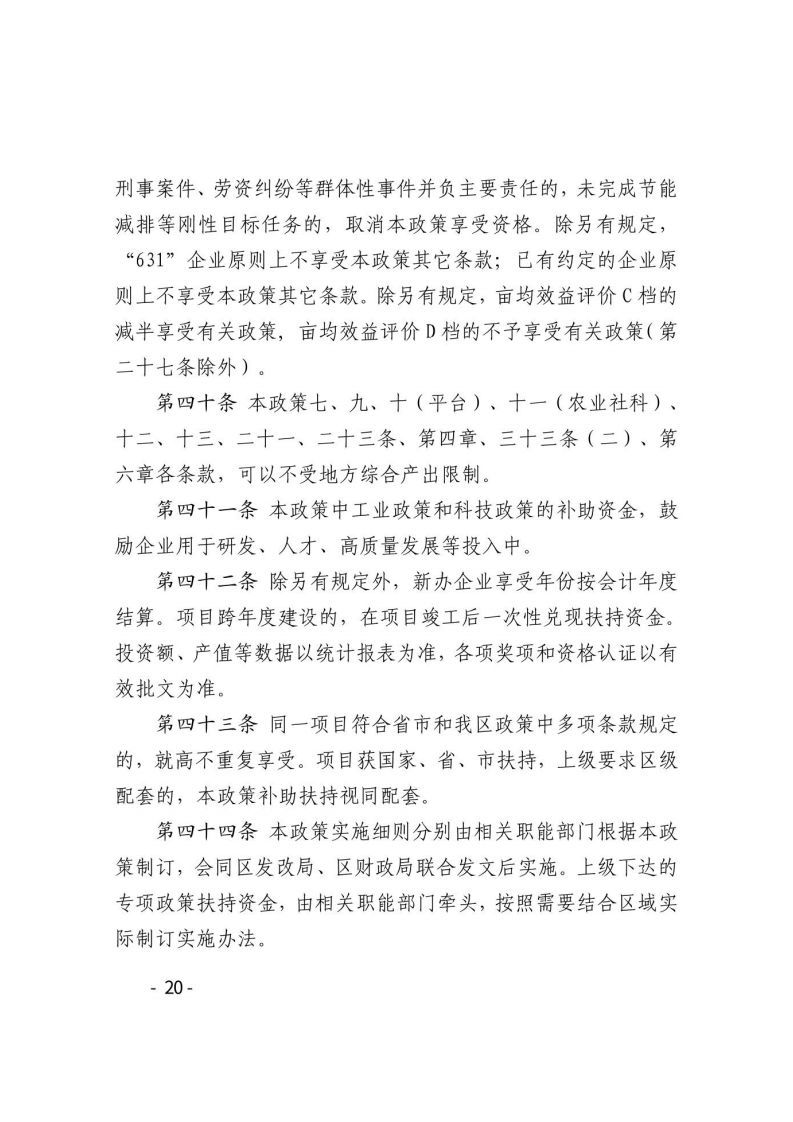 刑事案件、劳资纠纷等群体性事件并负主要责任的，未完成节能
减排等刚性目标任务的，取消本政策享受资格。除另有规定，
“631”企业原则上不享受本政策其它条款；已有约定的企业原
则上不享受本政策其它条款。除另有规定，亩均效益评价 C 档的
减半享受有关政策，亩均效益评价 D 档的不予享受有关政策（第
二十七条除外）。
第四十条 本政策七、九、十（平台）、十一（农业社科）、
十二、十三、二十一、二十三条、第四章、三十三条（二）、第
六章各条款，可以不受地方综合产出限制。
第四十一条 本政策中工业政策和科技政策的补助资金，鼓
励企业用于研发、人才、高质量发展等投入中。
第四十二条 除另有规定外，新办企业享受年份按会计年度
结算。项目跨年度建设的，在项目竣工后一次性兑现扶持资金。
投资额、产值等数据以统计报表为准，各项奖项和资格认证以有
效批文为准。
第四十三条 同一项目符合省市和我区政策中多项条款规定
的，就高不重复享受。项目获国家、省、市扶持，上级要求区级
配套的，本政策补助扶持视同配套。
第四十四条 本政策实施细则分别由相关职能部门根据本政
策制订，会同区发改局、区财政局联合发文后实施。上级下达的
专项政策扶持资金，由相关职能部门牵头，按照需要结合区域实
际制订实施办法。
- 20 -